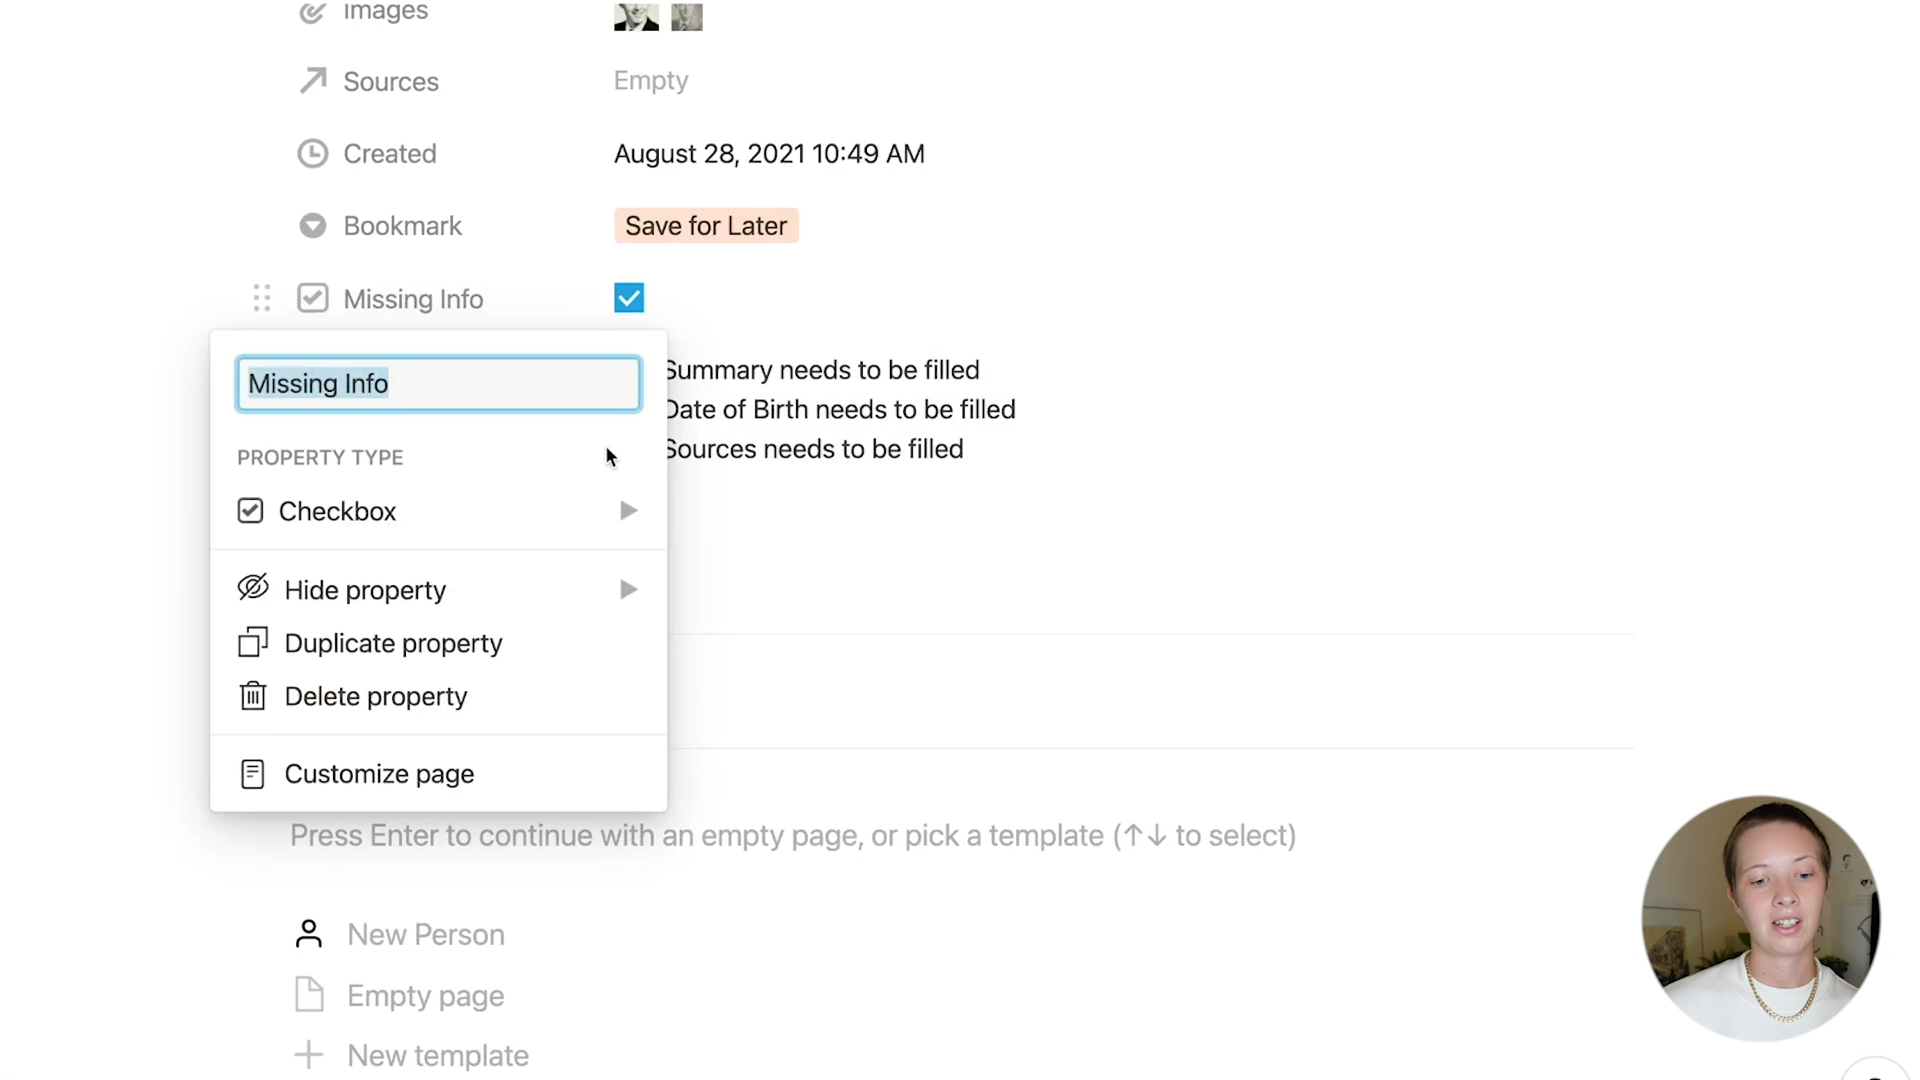 Images
Sources Empty
Created August 28, 2021 10:49 AM
Bookmark Save for Later
Missing Info
Missing Info
Summary needs to be filled
Date of Birth needs to be filled
Sources needs to be filled
PROPERTY TYPE
Checkbox
Hide property
Duplicate property
Delete property
Customize page
Press Enter to continue with an empty page, or pick a template (↑↓ to select)
New Person
Empty page
New template